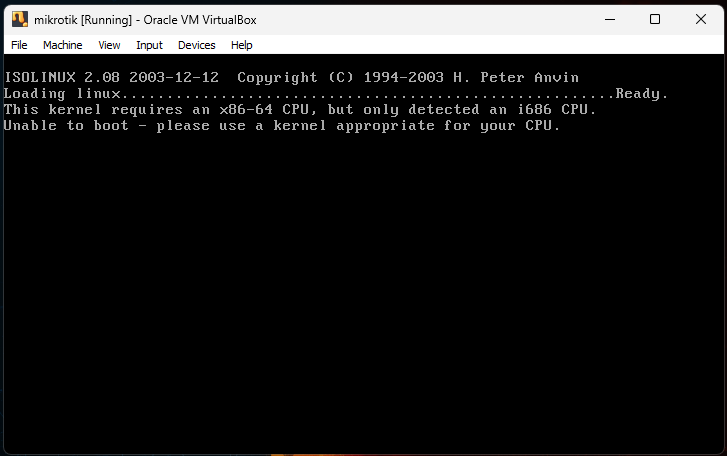 mikrotik [Running] - Oracle VM VirtualBox
File Machine View Input Devices Help
ISOLINUX 2.08 2003-12-12  Copyright (C) 1994-2003 H. Peter Anvin
Loading linux.......................................................Ready.
This kernel requires an x86-64 CPU, but only detected an i686 CPU.
Unable to boot - please use a kernel appropriate for your CPU.